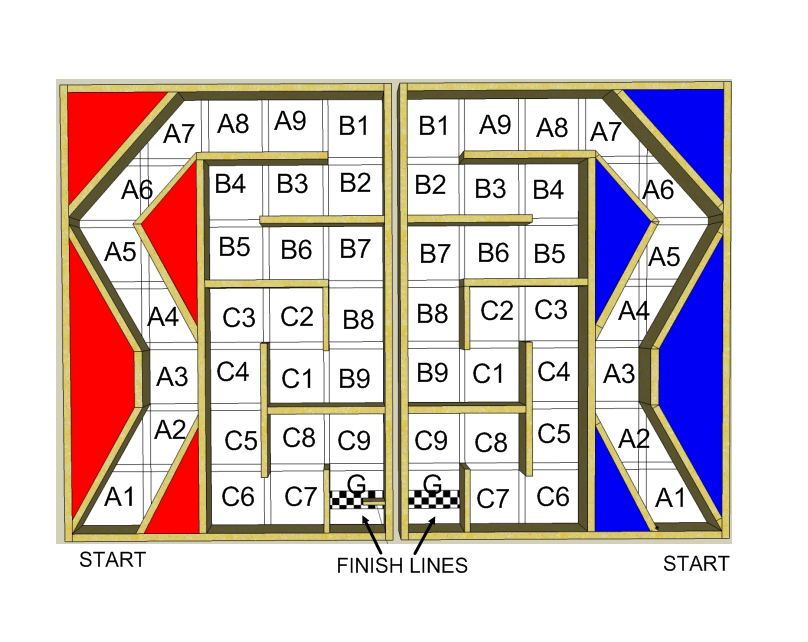 A7 A8 A9 B1 B1 A9 A8 A7
A6 B4 B3 B2 B2 B3 B4 A6
A5 B5 B6 B7 B7 B6 B5 A5
A4 C3 C2 B8 B8 C2 C3 A4
A3 C4 C1 B9 B9 C1 C4 A3
A2 C5 C8 C9 C9 C8 C5 A2
A1 C6 C7 G G C7 C6 A1
START FINISH LINES START